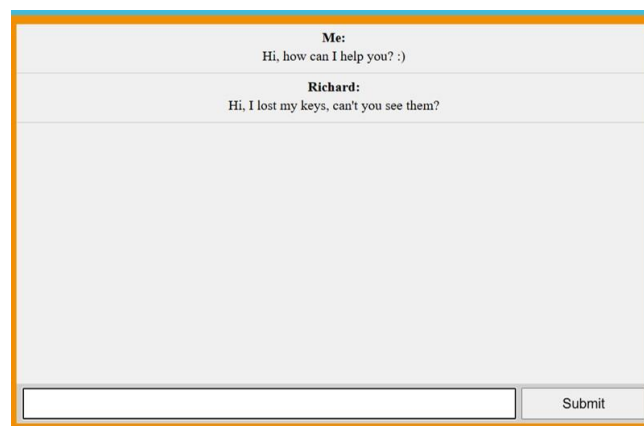 Me:
Hi, how can I help you? :)
Richard:
Hi, I lost my keys, can't you see them?
Submit